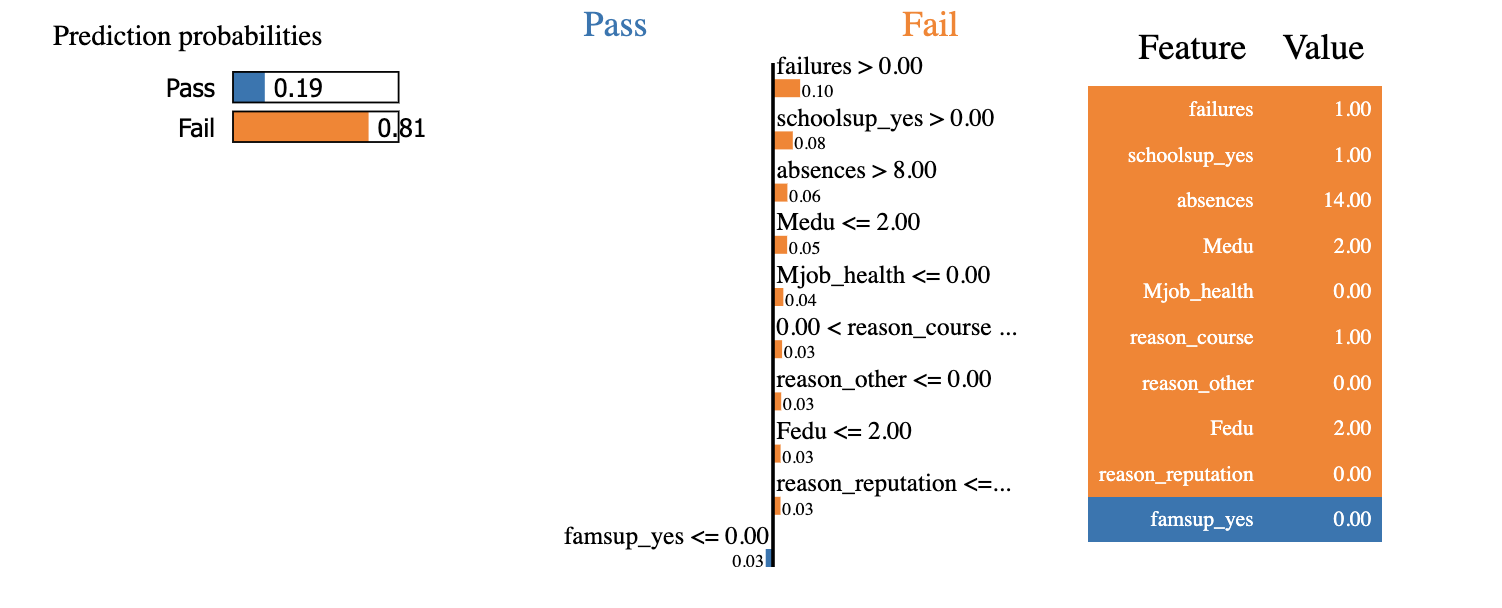 Prediction probabilities
Pass 0.19
Fail 0.81
Pass Fail
failures > 0.00
0.10
schoolsup_yes > 0.00
0.08
absences > 8.00
0.06
Medu <= 2.00
0.05
Mjob_health <= 0.00
0.04
0.00 < reason_course ...
0.03
reason_other <= 0.00
0.03
Fedu <= 2.00
0.03
reason_reputation <=...
0.03
famsup_yes <= 0.00
0.03
Feature Value
failures 1.00
schoolsup_yes 1.00
absences 14.00
Medu 2.00
Mjob_health 0.00
reason_course 1.00
reason_other 0.00
Fedu 2.00
reason_reputation 0.00
famsup_yes 0.00